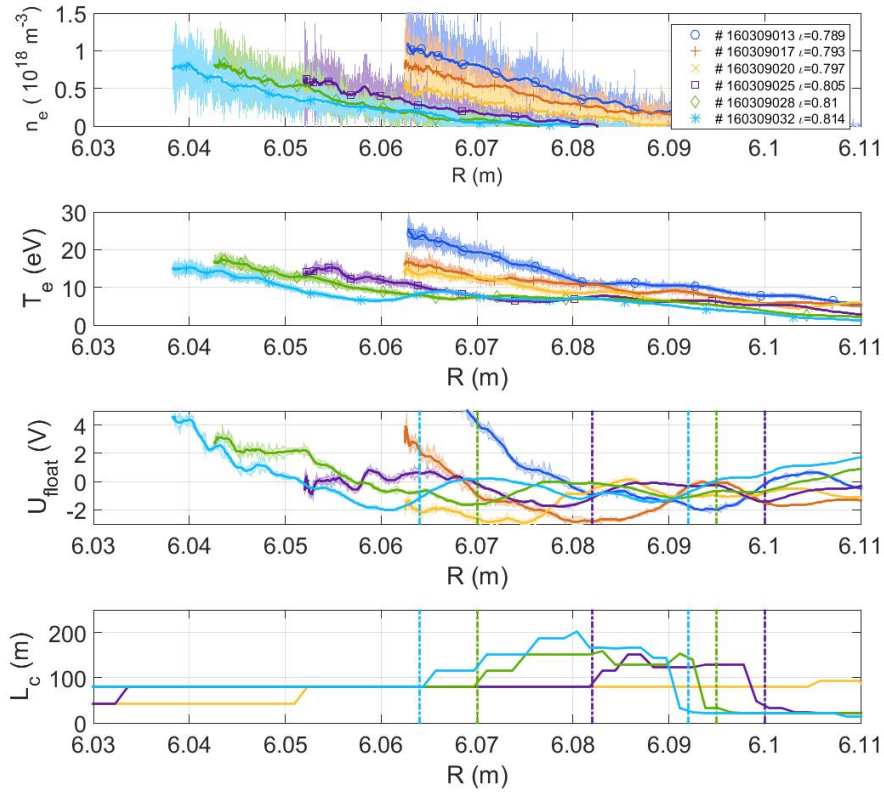 1.5
1
0.5
0
n_e ( 10^18 m^-3)
# 160309013 ι=0.789
# 160309017 ι=0.793
# 160309020 ι=0.797
# 160309025 ι=0.805
# 160309028 ι=0.81
# 160309032 ι=0.814
6.03 6.04 6.05 6.06 6.07 6.08 6.09 6.1 6.11
R (m)
30
20
10
0
T_e (eV)
6.03 6.04 6.05 6.06 6.07 6.08 6.09 6.1 6.11
R (m)
4
2
0
-2
U_float (V)
6.03 6.04 6.05 6.06 6.07 6.08 6.09 6.1 6.11
R (m)
200
100
0
L_c (m)
6.03 6.04 6.05 6.06 6.07 6.08 6.09 6.1 6.11
R (m)